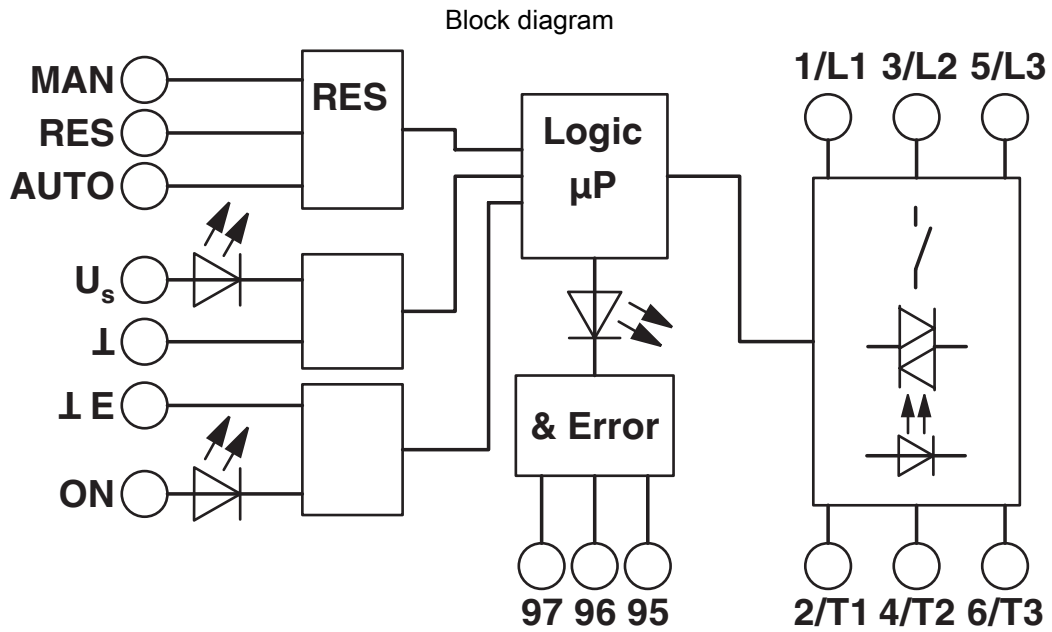 Block diagram
MAN
RES
AUTO
RES
Us
⊥
⊥ E
ON
Logic
µP
& Error
97 96 95
1/L1 3/L2 5/L3
2/T1 4/T2 6/T3